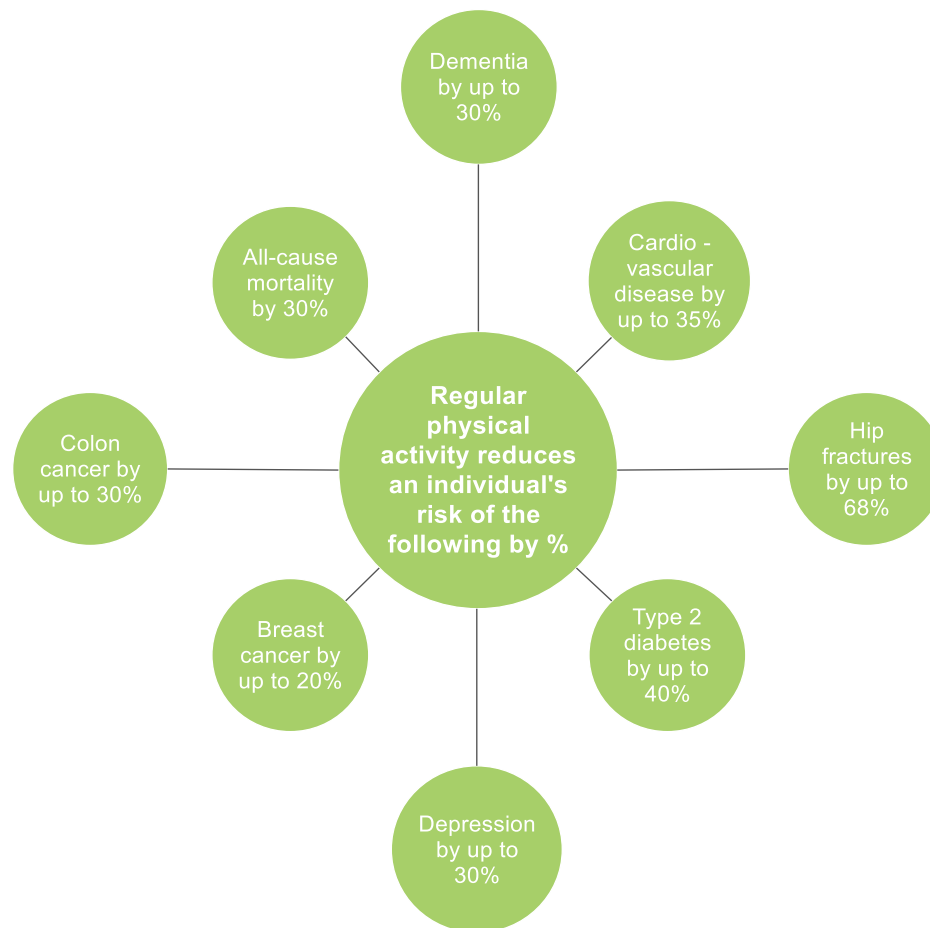 Dementia
by up to
30%
All-cause
mortality
by 30%
Cardio -
vascular
disease by
up to 35%
Regular
physical
activity reduces
an individual's
risk of the
following by %
Colon
cancer by
up to 30%
Hip
fractures
by up to
68%
Breast
cancer by
up to 20%
Type 2
diabetes
by up to
40%
Depression
by up to
30%